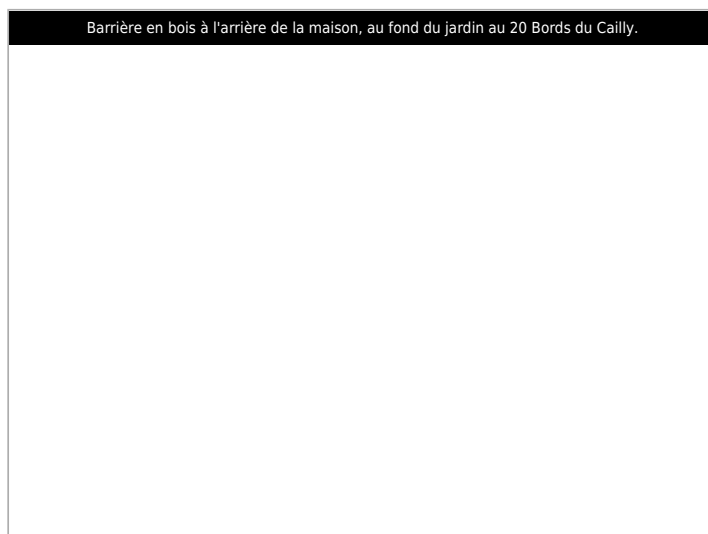 Barrière en bois à l'arrière de la maison, au fond du jardin au 20 Bords du Cailly.